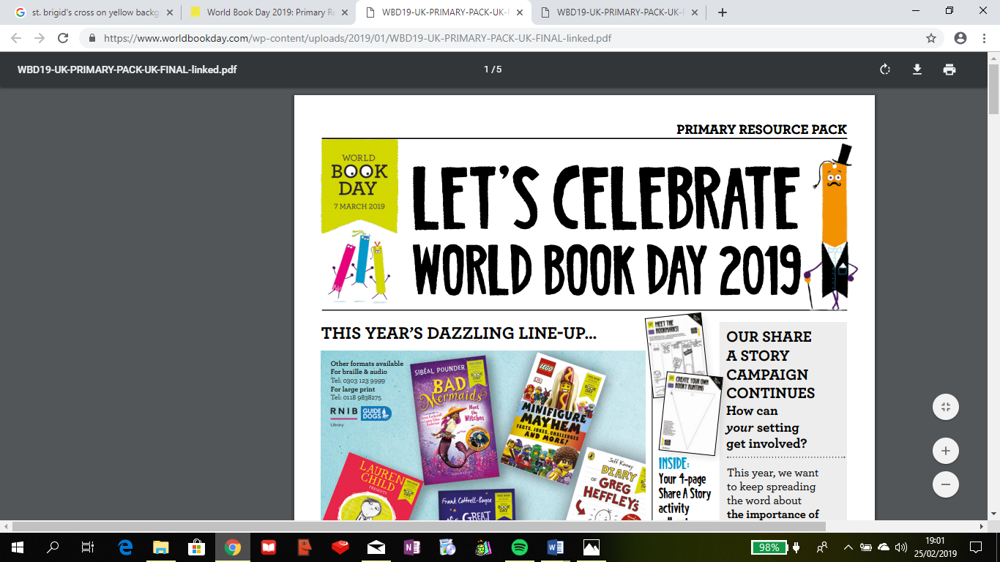 st. brigid's cross on yellow backg
World Book Day 2019: Primary Re
WBD19-UK-PRIMARY-PACK-UK-F
WBD19-UK-PRIMARY-PACK-UK-F
https://www.worldbookday.com/wp-content/uploads/2019/01/WBD19-UK-PRIMARY-PACK-UK-FINAL-linked.pdf
WBD19-UK-PRIMARY-PACK-UK-FINAL-linked.pdf
1 / 5
PRIMARY RESOURCE PACK
WORLD
BOOK
DAY
7 MARCH 2019
LET'S CELEBRATE
WORLD BOOK DAY 2019
THIS YEAR'S DAZZLING LINE-UP...
Other formats available
For braille & audio
Tel: 0303 123 9999
For large print
Tel: 0118 9838275
RNIB
GUIDE
DOGS
Library
SIBÉAL POUNDER
BAD
Mermaids
Meet
the
Witches
BLOOMSBURY
LEGO
DK
MINIFIGURE
MAYHEM
FACTS, JOKES, CHALLENGES
AND MORE!
LAUREN
CHILD
PRESENTS
Frank Cottrell-Boyce
GREAT
Jeff Kinney
DIARY
OF GREG
HEFFLEY'S
MEET THE
BOOKMARKS!
CREATE YOUR OWN
BOOKY BUNTING
INSIDE:
Your 4-page
Share A Story
activity
OUR SHARE
A STORY
CAMPAIGN
CONTINUES
How can
your setting
get involved?
This year, we want
to keep spreading
the word about
the importance of
98%
19:01
25/02/2019